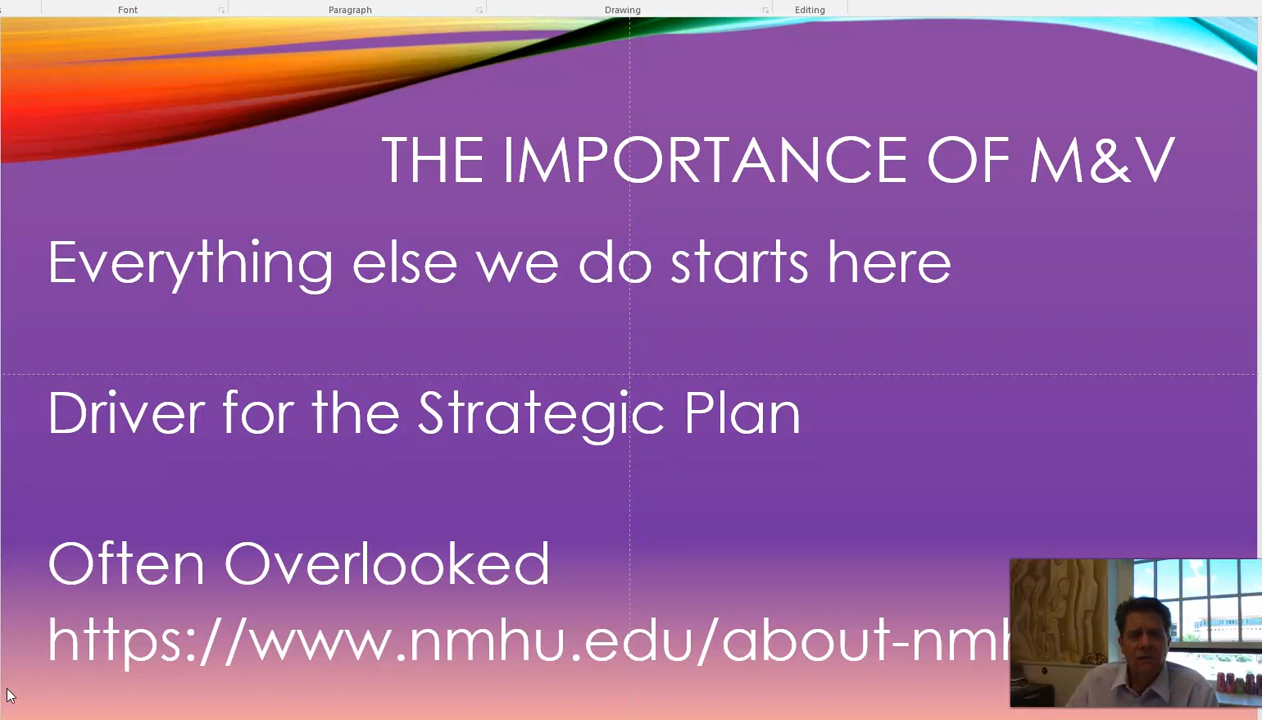 Font Paragraph Drawing Editing
THE IMPORTANCE OF M&V
Everything else we do starts here
Driver for the Strategic Plan
Often Overlooked
https://www.nmhu.edu/about-nmh